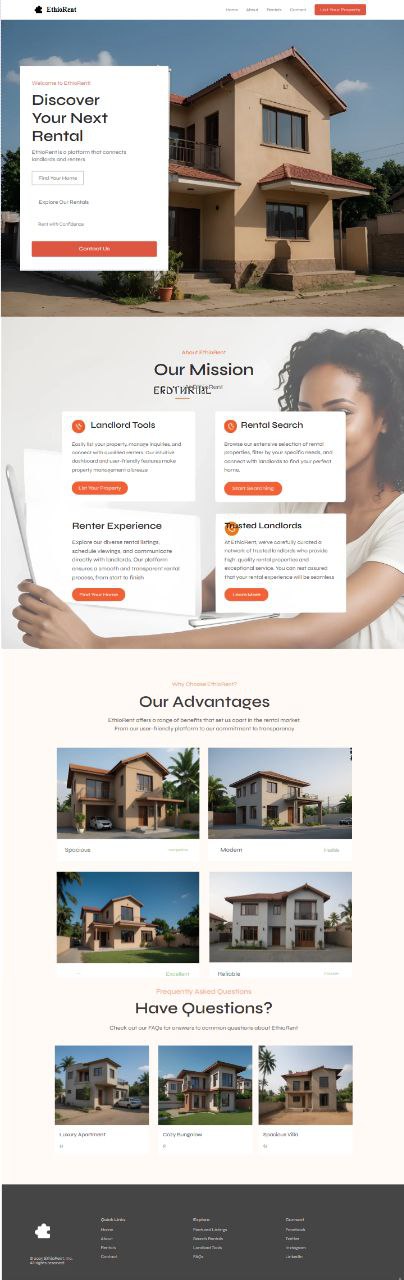 EthioRent
Home About Rentals Contact List Your Property
Welcome to EthioRent
Discover
Your Next
Rental
EthioRent is a platform that connects
landlords and renters
Find Your Home
Explore Our Rentals
Rent with Confidence
Contact Us
About EthioRent
Our Mission
Landlord Tools
Easily list your property, manage inquiries, and
connect with qualified renters. Our intuitive
dashboard and user-friendly features make
property management a breeze
List Your Property
Rental Search
Browse our extensive selection of rental
properties, filter by your specific needs, and
connect with landlords to find your perfect
home.
Start Searching
Renter Experience
Explore our diverse rental listings,
schedule viewings, and communicate
directly with landlords. Our platform
ensures a smooth and transparent rental
process, from start to finish
Find Your Home
Trusted Landlords
At EthioRent, we've carefully curated a
network of trusted landlords who provide
high-quality rental properties and
exceptional service. You can rest assured
that your rental experience will be seamless
Learn More
Why Choose EthioRent?
Our Advantages
EthioRent offers a range of benefits that set us apart in the rental market.
From our user-friendly platform to our commitment to transparency
Spacious
Modern
Excellent
Reliable
Frequently Asked Questions
Have Questions?
Check out our FAQs for answers to common questions about EthioRent
Luxury Apartment
Cozy Bungalow
Spacious Villa
© 2023 EthioRent, Inc.
All rights reserved
Quick Links
Home
About
Rentals
Contact
Explore
Featured Listings
Search Rentals
Landlord Tools
FAQs
Connect
Facebook
Twitter
Instagram
LinkedIn